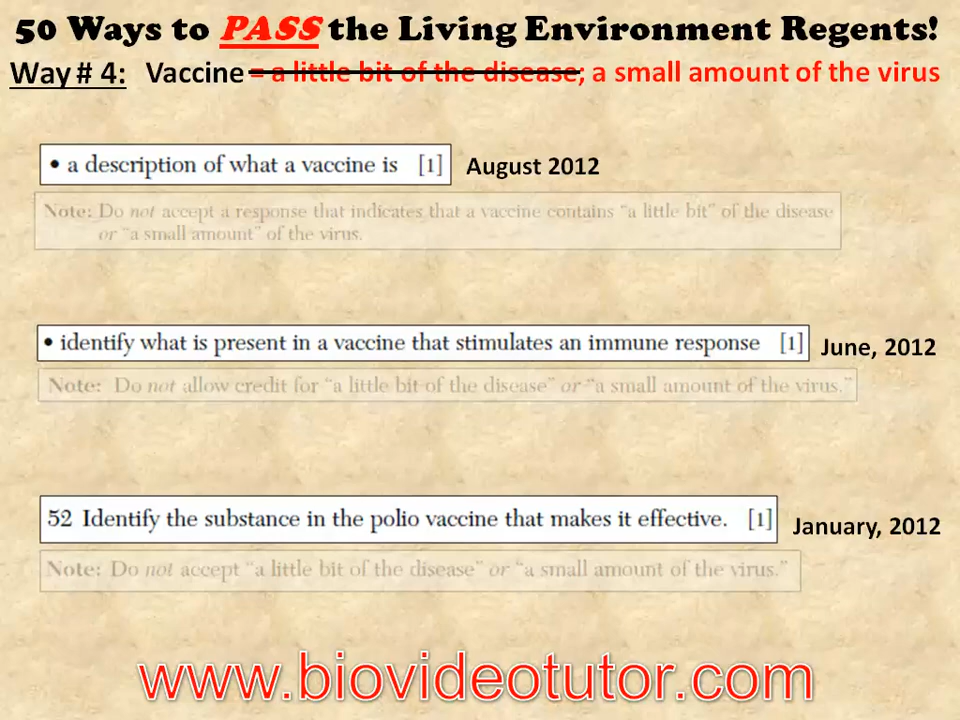 50 Ways to PASS the Living Environment Regents!
Way # 4: Vaccine = a little bit of the disease; a small amount of the virus
• a description of what a vaccine is [1] August 2012
Note: Do not accept a response that indicates that a vaccine contains “a little bit” of the disease
or “a small amount” of the virus.
• identify what is present in a vaccine that stimulates an immune response [1] June, 2012
Note: Do not allow credit for “a little bit of the disease” or “a small amount of the virus.”
52 Identify the substance in the polio vaccine that makes it effective. [1] January, 2012
Note: Do not accept “a little bit of the disease” or “a small amount of the virus.”
www.biovideotutor.com